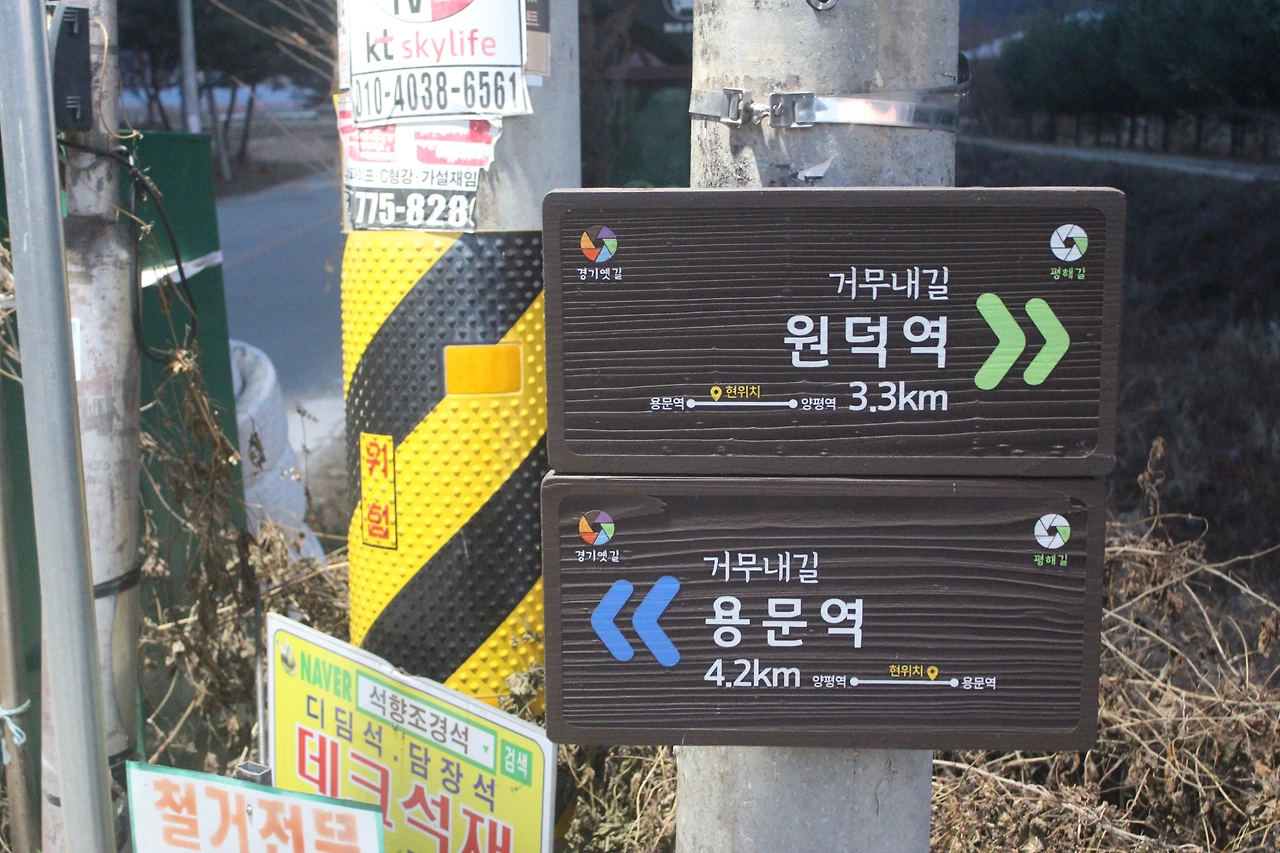 TV
kt skylife
010-4038-6561
C형강·가설재임
775-828
위험
경기옛길
평해길
거무내길
원덕역
3.3km
용문역 현위치 양평역
경기옛길
평해길
거무내길
용문역
4.2km
양평역 현위치 용문역
NAVER 석향조경석 검색
디딤석·담장석
데크석재
철거전문